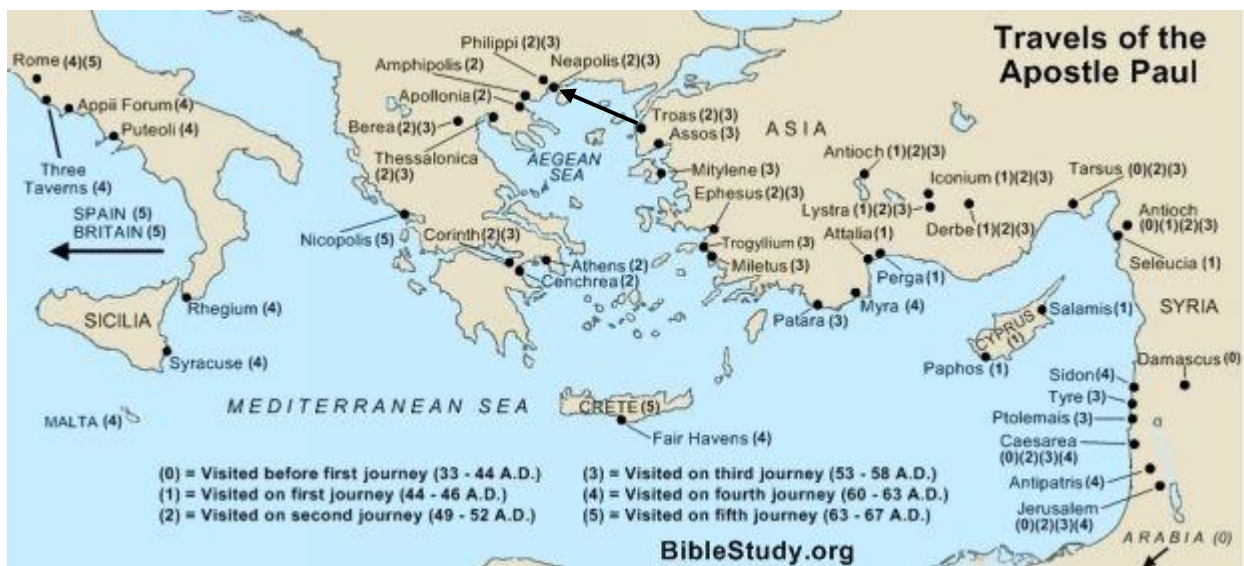 Travels of the
Apostle Paul
Rome (4)(5)
Appii Forum (4)
Puteoli (4)
Three
Taverns (4)
SPAIN (5)
BRITAIN (5)
SICILIA
Rhegium (4)
Syracuse (4)
MALTA (4)
Philippi (2)(3)
Neapolis (2)(3)
Amphipolis (2)
Apollonia (2)
Berea (2)(3)
Thessalonica
(2)(3)
AEGEAN
SEA
Nicopolis (5)
Corinth (2)(3)
Athens (2)
Cenchrea (2)
Troas (2)(3)
Assos (3)
ASIA
Mitylene (3)
Ephesus (2)(3)
Trogyllium (3)
Miletus (3)
Antioch (1)(2)(3)
Iconium (1)(2)(3)
Lystra (1)(2)(3)
Derbe (1)(2)(3)
Attalia (1)
Perga (1)
Myra (4)
Patara (3)
Tarsus (0)(2)(3)
Antioch
(0)(1)(2)(3)
Seleucia (1)
SYRIA
CYPRUS
(1)
Salamis (1)
Paphos (1)
Damascus (0)
Sidon (4)
Tyre (3)
Ptolemais (3)
Caesarea
(0)(2)(3)(4)
Antipatris (4)
Jerusalem
(0)(2)(3)(4)
ARABIA (0)
MEDITERRANEAN SEA
CRETE (5)
Fair Havens (4)
(0) = Visited before first journey (33 - 44 A.D.)
(1) = Visited on first journey (44 - 46 A.D.)
(2) = Visited on second journey (49 - 52 A.D.)
(3) = Visited on third journey (53 - 58 A.D.)
(4) = Visited on fourth journey (60 - 63 A.D.)
(5) = Visited on fifth journey (63 - 67 A.D.)
BibleStudy.org